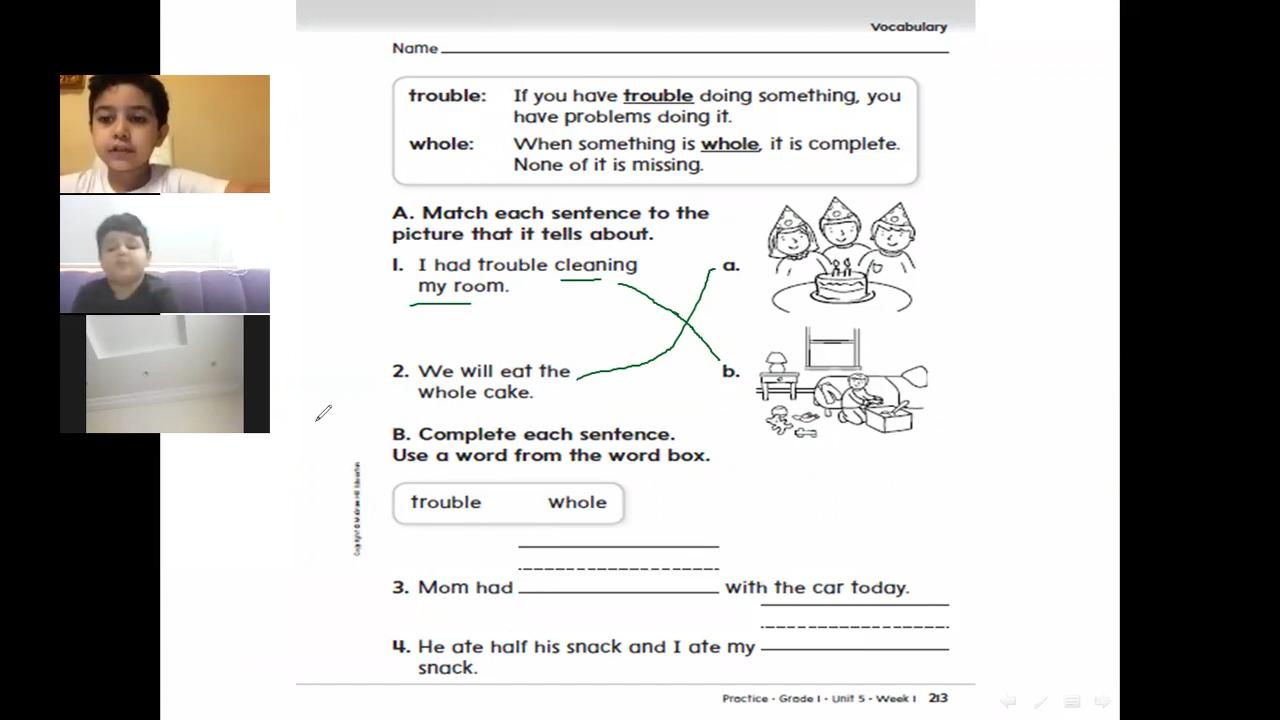 Vocabulary
Name
trouble: If you have trouble doing something, you
have problems doing it.
whole: When something is whole, it is complete.
None of it is missing.
A. Match each sentence to the
picture that it tells about.
1. I had trouble cleaning
my room.
a.
2. We will eat the
whole cake.
b.
B. Complete each sentence.
Use a word from the word box.
trouble whole
3. Mom had with the car today.
4. He ate half his snack and I ate my
snack.
Copyright © McGraw-Hill Education
Practice • Grade 1 • Unit 5 • Week 1 213